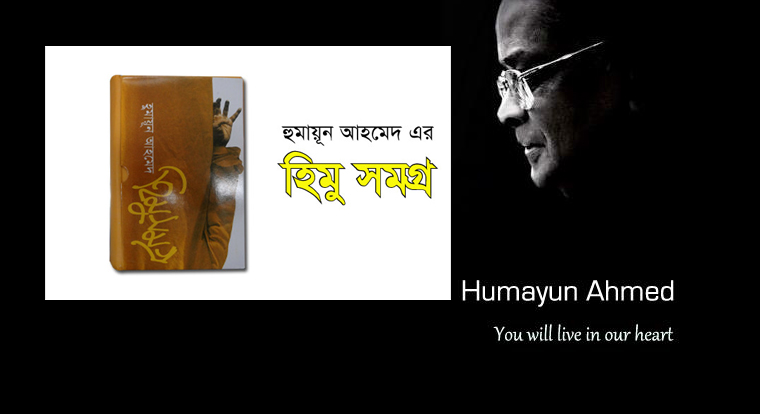 হুমায়ূন আহমেদ এর
হিমু সমগ্র
হুমায়ূন আহমেদ
হিমুসমগ্র
Humayun Ahmed
You will live in our heart